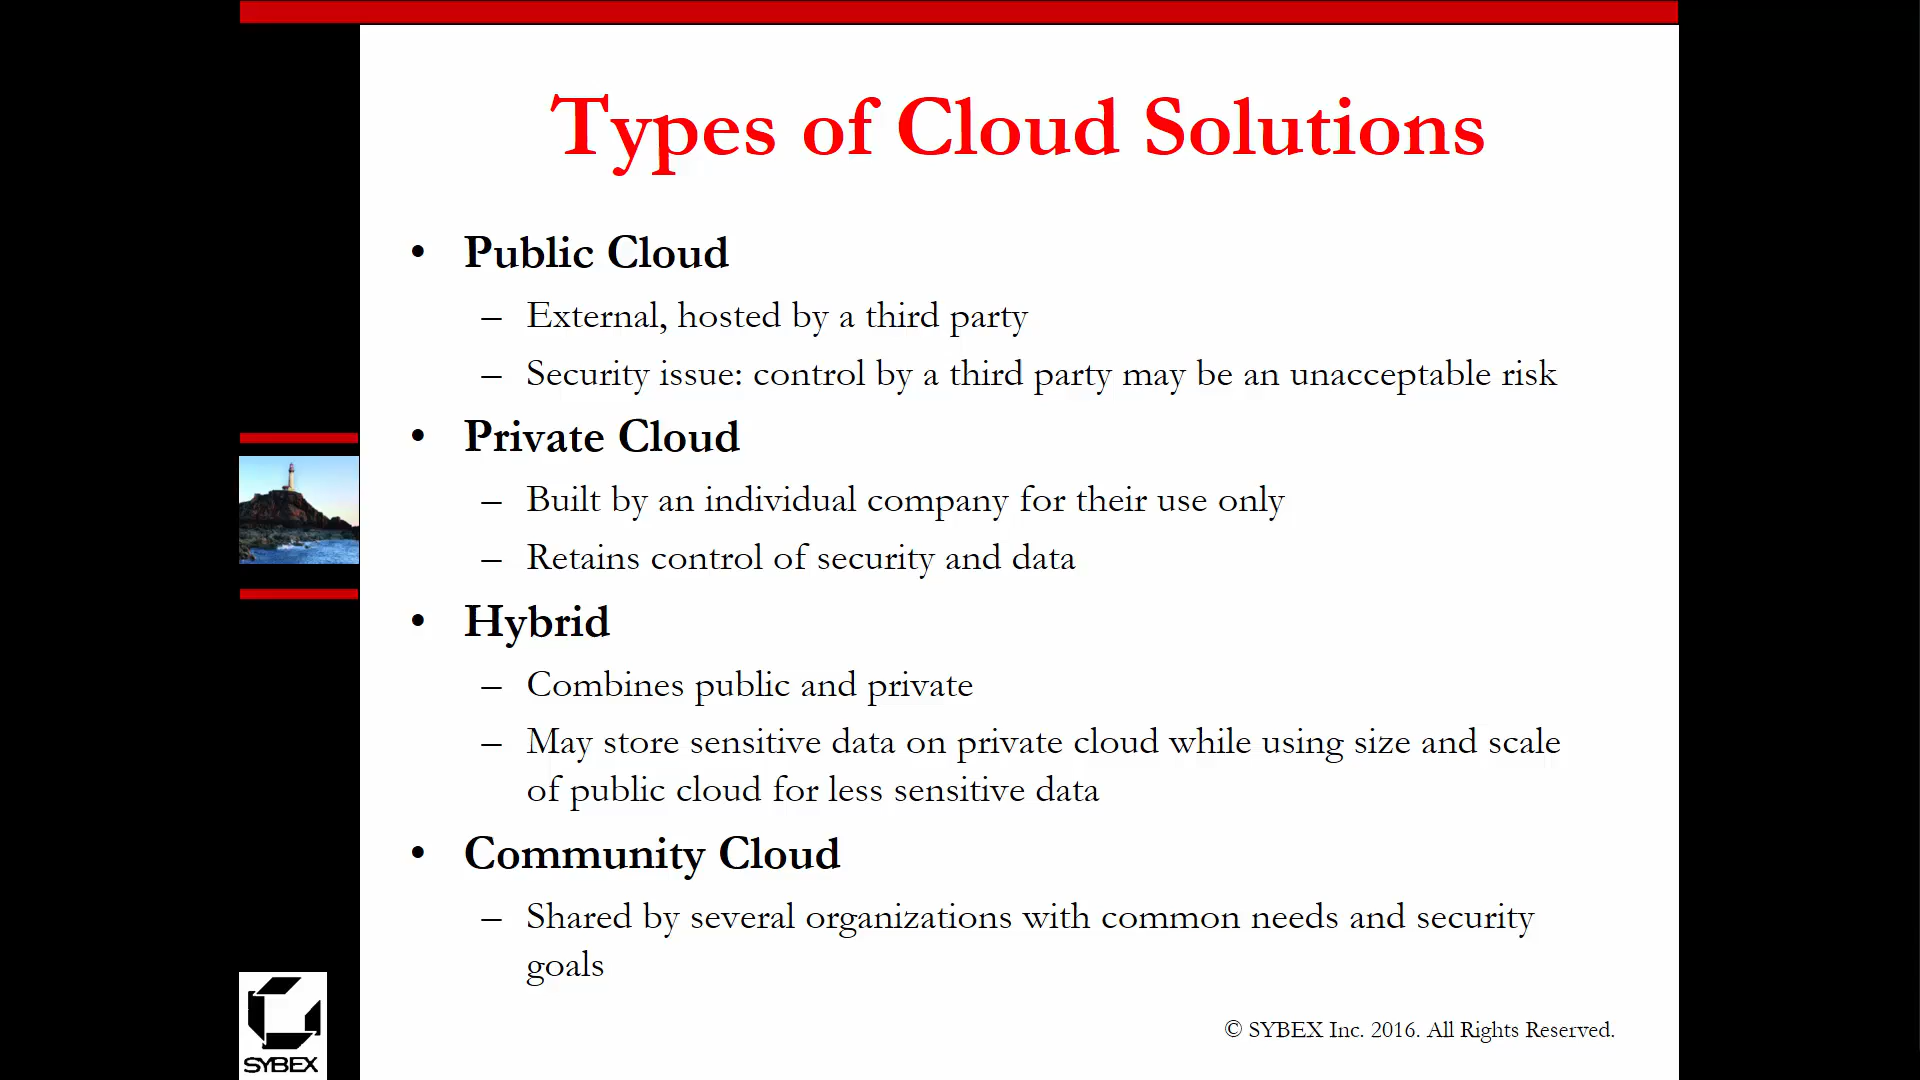 Types of Cloud Solutions
• Public Cloud
– External, hosted by a third party
– Security issue: control by a third party may be an unacceptable risk
• Private Cloud
– Built by an individual company for their use only
– Retains control of security and data
• Hybrid
– Combines public and private
– May store sensitive data on private cloud while using size and scale
of public cloud for less sensitive data
• Community Cloud
– Shared by several organizations with common needs and security
goals
© SYBEX Inc. 2016. All Rights Reserved.
SYBEX